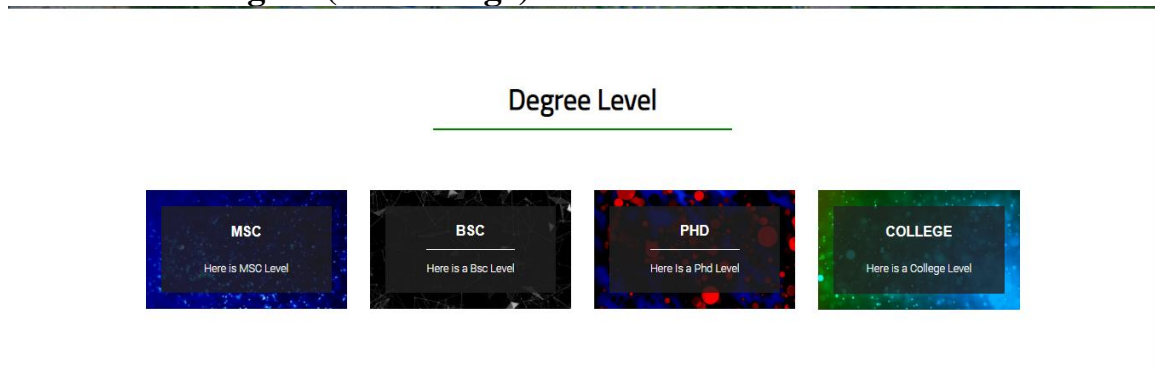 Degree Level
MSC
Here is MSC Level
BSC
Here is a Bsc Level
PHD
Here Is a Phd Level
COLLEGE
Here is a College Level